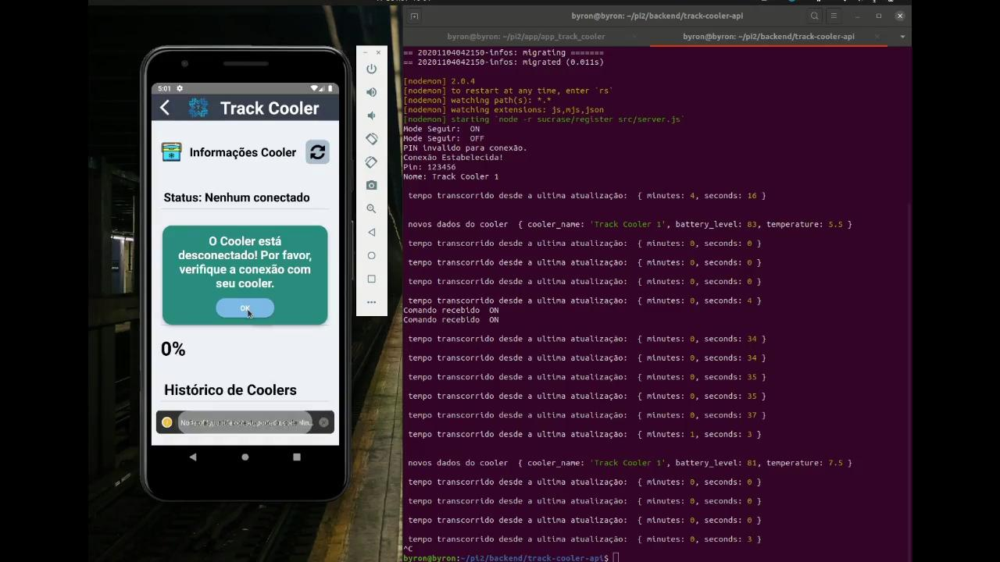 byron@byron: ~/pi2/backend/track-cooler-api
byron@byron: ~/pi2/app/app_track_cooler
byron@byron: ~/pi2/backend/track-cooler-api
5:01
Track Cooler
Informações Cooler
Status: Nenhum conectado
O Cooler está
desconectado! Por favor,
verifique a conexão com
seu cooler.
OK
0%
Histórico de Coolers
== 20201104042150-infos: migrating =======
== 20201104042150-infos: migrated (0.011s)
[nodemon] 2.0.4
[nodemon] to restart at any time, enter `rs`
[nodemon] watching path(s): *.*
[nodemon] watching extensions: js,mjs,json
[nodemon] starting `node -r sucrase/register src/server.js`
Mode Seguir:  ON
Mode Seguir:  OFF
PIN invalido para conexão.
Conexão Estabelecida!
Pin: 123456
Nome: Track Cooler 1
tempo transcorrido desde a ultima atualização:  { minutes: 4, seconds: 16 }
novos dados do cooler  { cooler_name: 'Track Cooler 1', battery_level: 83, temperature: 5.5 }
tempo transcorrido desde a ultima atualização:  { minutes: 0, seconds: 0 }
tempo transcorrido desde a ultima atualização:  { minutes: 0, seconds: 0 }
tempo transcorrido desde a ultima atualização:  { minutes: 0, seconds: 0 }
tempo transcorrido desde a ultima atualização:  { minutes: 0, seconds: 4 }
Comando recebido  ON
Comando recebido  ON
tempo transcorrido desde a ultima atualização:  { minutes: 0, seconds: 34 }
tempo transcorrido desde a ultima atualização:  { minutes: 0, seconds: 34 }
tempo transcorrido desde a ultima atualização:  { minutes: 0, seconds: 35 }
tempo transcorrido desde a ultima atualização:  { minutes: 0, seconds: 35 }
tempo transcorrido desde a ultima atualização:  { minutes: 0, seconds: 37 }
tempo transcorrido desde a ultima atualização:  { minutes: 1, seconds: 3 }
novos dados do cooler  { cooler_name: 'Track Cooler 1', battery_level: 81, temperature: 7.5 }
tempo transcorrido desde a ultima atualização:  { minutes: 0, seconds: 0 }
tempo transcorrido desde a ultima atualização:  { minutes: 0, seconds: 0 }
tempo transcorrido desde a ultima atualização:  { minutes: 0, seconds: 0 }
tempo transcorrido desde a ultima atualização:  { minutes: 0, seconds: 3 }
^C
byron@byron:~/pi2/backend/track-cooler-api$